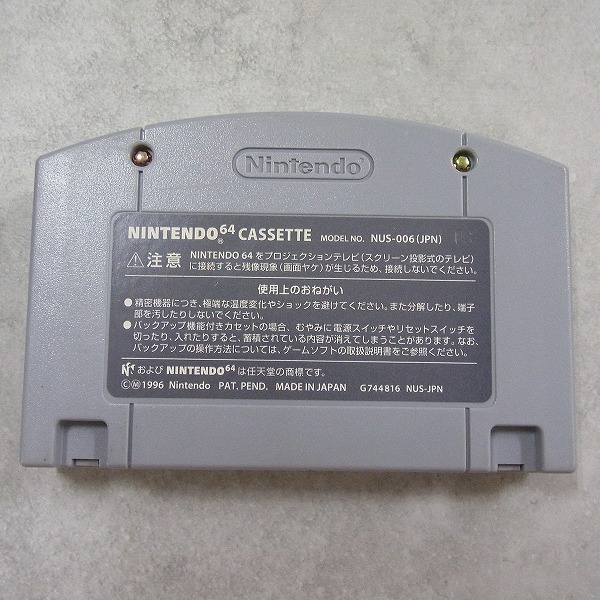 Nintendo®
NINTENDO64® CASSETTE MODEL NO. NUS-006(JPN)
⚠注意 NINTENDO 64 をプロジェクションテレビ(スクリーン投影式のテレビ)
に接続すると残像現象(画面ヤケ)が生じるため、接続しないでください。
使用上のおねがい
●精密機器につき、極端な温度変化やショックを避けてください。また分解したり、端子
部を汚したりしないでください。
●バックアップ機能付きカセットの場合、むやみに電源スイッチやリセットスイッチを
切ったり、入れたりすると、蓄積されている内容が消えてしまうことがあります。なお、
バックアップの操作方法については、ゲームソフトの取扱説明書をご参照ください。
および NINTENDO64 は任天堂の商標です。
ⒸⓂ1996 Nintendo PAT. PEND. MADE IN JAPAN G744816 NUS-JPN